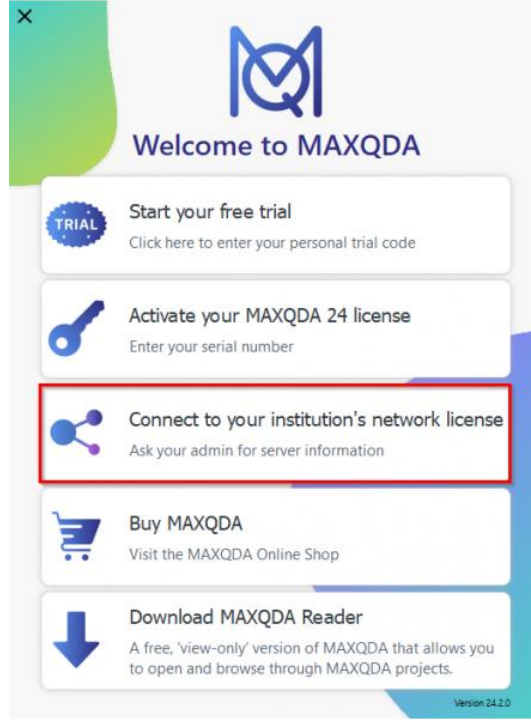 Welcome to MAXQDA
TRIAL
Start your free trial
Click here to enter your personal trial code
Activate your MAXQDA 24 license
Enter your serial number
Connect to your institution's network license
Ask your admin for server information
Buy MAXQDA
Visit the MAXQDA Online Shop
Download MAXQDA Reader
A free, 'view-only' version of MAXQDA that allows you
to open and browse through MAXQDA projects.
Version 24.2.0